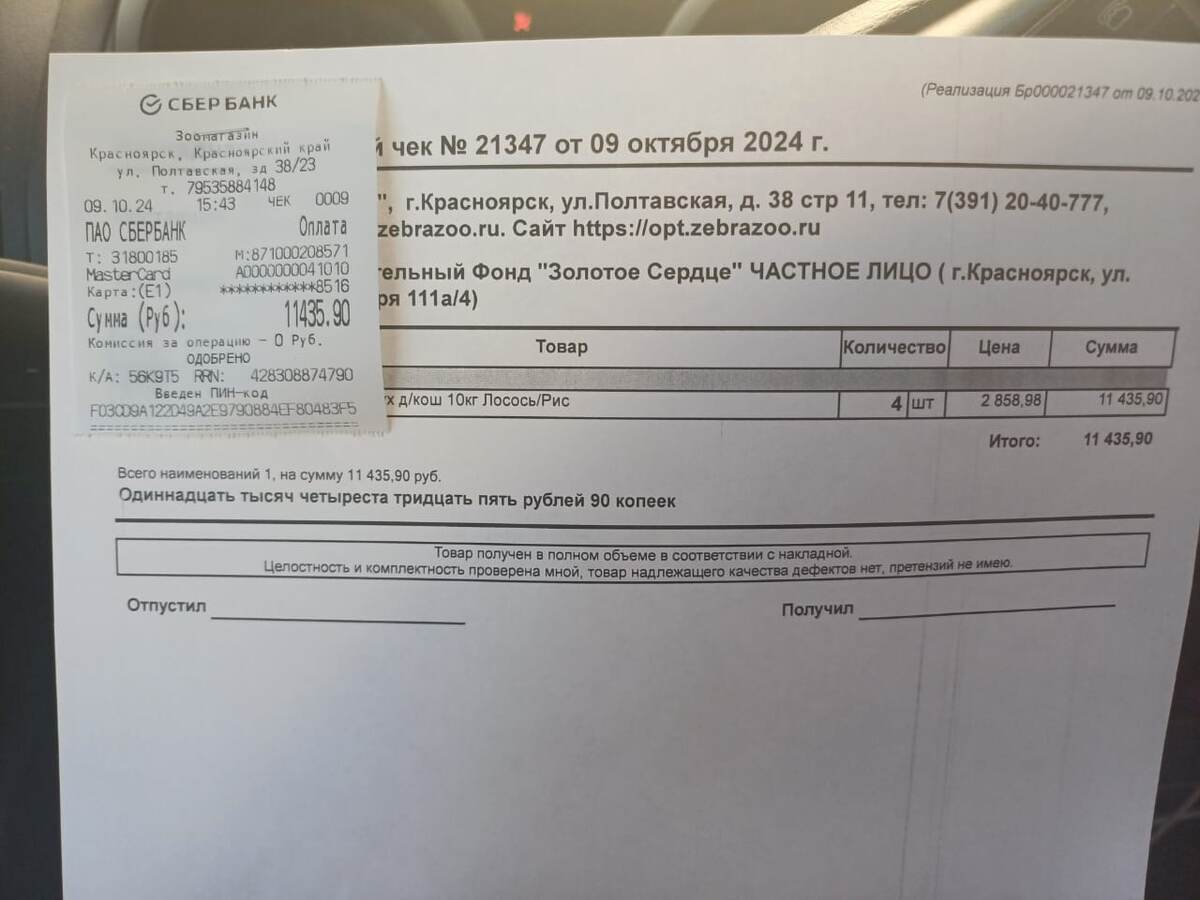 СБЕР БАНК
Зоомагазин
Красноярск, Красноярский край
ул. Полтавская, зд 38/23
т. 79535884148
09.10.24 15:43 ЧЕК 0009
ПАО СБЕРБАНК Оплата
Т: 31800185 М:871000208571
MasterCard A0000000041010
Карта:(E1) ************8516
Сумма (Руб): 11435.90
Комиссия за операцию – 0 Руб.
ОДОБРЕНО
К/А: 56K9T5 RRN: 428308874790
Введен ПИН-код
F03CD9A122D49A2E9790884EF80483F5
(Реализация Бр000021347 от 09.10.202
й чек № 21347 от 09 октября 2024 г.
", г.Красноярск, ул.Полтавская, д. 38 стр 11, тел: 7(391) 20-40-777,
zebrazoo.ru. Сайт https://opt.zebrazoo.ru
тельный Фонд "Золотое Сердце" ЧАСТНОЕ ЛИЦО ( г.Красноярск, ул.
ря 111а/4)
Товар Количество Цена Сумма
х д/кош 10кг Лосось/Рис 4 шт 2 858,98 11 435,90
Итого: 11 435,90
Всего наименований 1, на сумму 11 435,90 руб.
Одиннадцать тысяч четыреста тридцать пять рублей 90 копеек
Товар получен в полном объеме в соответствии с накладной.
Целостность и комплектность проверена мной, товар надлежащего качества дефектов нет, претензий не имею.
Отпустил Получил